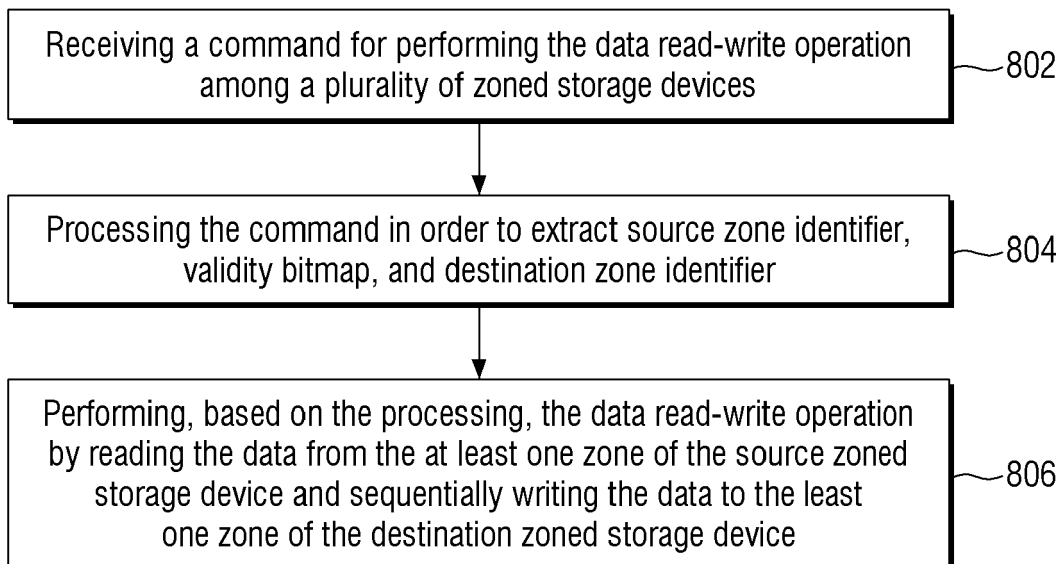 Receiving a command for performing the data read-write operation
among a plurality of zoned storage devices
802
Processing the command in order to extract source zone identifier,
validity bitmap, and destination zone identifier
804
Performing, based on the processing, the data read-write operation
by reading the data from the at least one zone of the source zoned
storage device and sequentially writing the data to the least
one zone of the destination zoned storage device
806